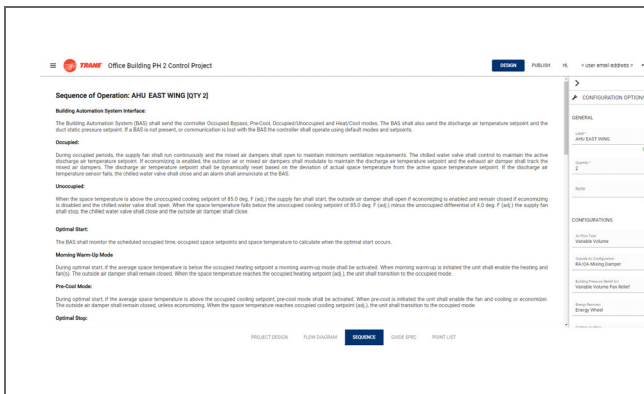 TRANE Office Building PH 2 Control Project
DESIGN PUBLISH Hi, < user email address >
Sequence of Operation: AHU EAST WING [QTY 2]
Building Automation System Interface:
The Building Automation System (BAS) shall send the controller Occupied Bypass, Pre-Cool, Occupied/Unoccupied and Heat/Cool modes. The BAS shall also send the discharge air temperature setpoint and the
duct static pressure setpoint. If a BAS is not present, or communication is lost with the BAS the controller shall operate using default modes and setpoints.
Occupied:
During occupied periods, the supply fan shall run continuously and the mixed air dampers shall open to maintain minimum ventilation requirements. The chilled water valve shall control to maintain the active
discharge air temperature setpoint. If economizing is enabled, the outdoor air or mixed air dampers shall modulate to maintain the discharge air temperature setpoint and the exhaust air damper shall track the
mixed air dampers. The discharge air temperature setpoint shall be dynamically reset based on the deviation of actual space temperature from the active space temperature setpoint. If the discharge air
temperature sensor fails, the chilled water valve shall close and an alarm shall annunciate at the BAS.
Unoccupied:
When the space temperature is above the unoccupied cooling setpoint of 85.0 deg. F (adj.) the supply fan shall start, the outside air damper shall open if economizing is enabled and remain closed if economizing
is disabled and the chilled water valve shall open. When the space temperature falls below the unoccupied cooling setpoint of 85.0 deg. F (adj.) minus the unoccupied differential of 4.0 deg. F (adj.) the supply fan
shall stop, the chilled water valve shall close and the outside air damper shall close.
Optimal Start:
The BAS shall monitor the scheduled occupied time, occupied space setpoints and space temperature to calculate when the optimal start occurs.
Morning Warm-Up Mode
During optimal start, if the average space temperature is below the occupied heating setpoint a morning warm-up mode shall be activated. When morning warm-up is initiated the unit shall enable the heating and
fan(s). The outside air damper shall remain closed. When the space temperature reaches the occupied heating setpoint (adj.), the unit shall transition to the occupied mode.
Pre-Cool Mode:
During optimal start, if the average space temperature is above the occupied cooling setpoint, pre-cool mode shall be activated. When pre-cool is initiated the unit shall enable the fan and cooling or economizer.
The outside air damper shall remain closed, unless economizing. When the space temperature reaches occupied cooling setpoint (adj.), the unit shall transition to the occupied mode.
Optimal Stop:
CONFIGURATION OPTIONS
GENERAL
Label *
AHU EAST WING
Quantity *
2
Note
CONFIGURATIONS
Air Flow Type
Variable Volume
Outside Air Configurations
RA/OA Mixing Damper
Building Pressure (Relief Air)
Variable Volume Fan Relief
Energy Recovery
Energy Wheel
PROJECT DESIGN FLOW DIAGRAM SEQUENCE GUIDE SPEC POINT LIST